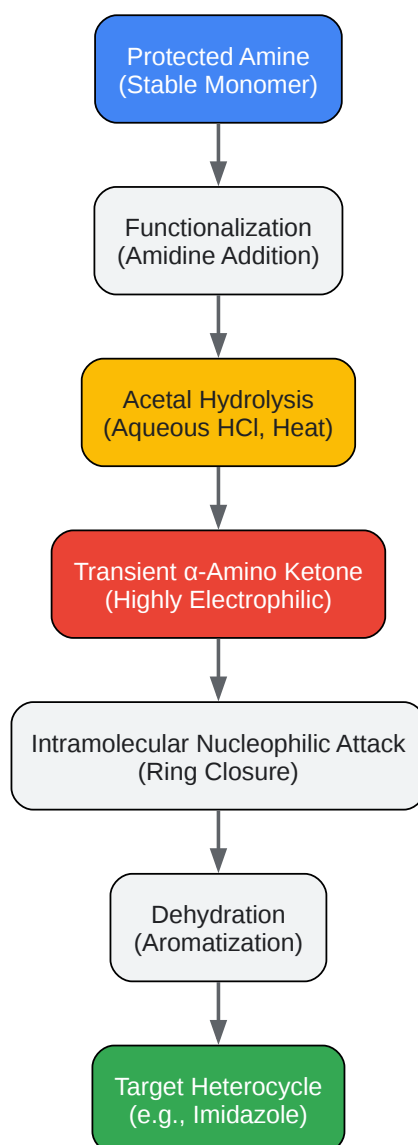 Protected Amine
(Stable Monomer)
Functionalization
(Amidine Addition)
Acetal Hydrolysis
(Aqueous HCl, Heat)
Transient α-Amino Ketone
(Highly Electrophilic)
Intramolecular Nucleophilic Attack
(Ring Closure)
Dehydration
(Aromatization)
Target Heterocycle
(e.g., Imidazole)